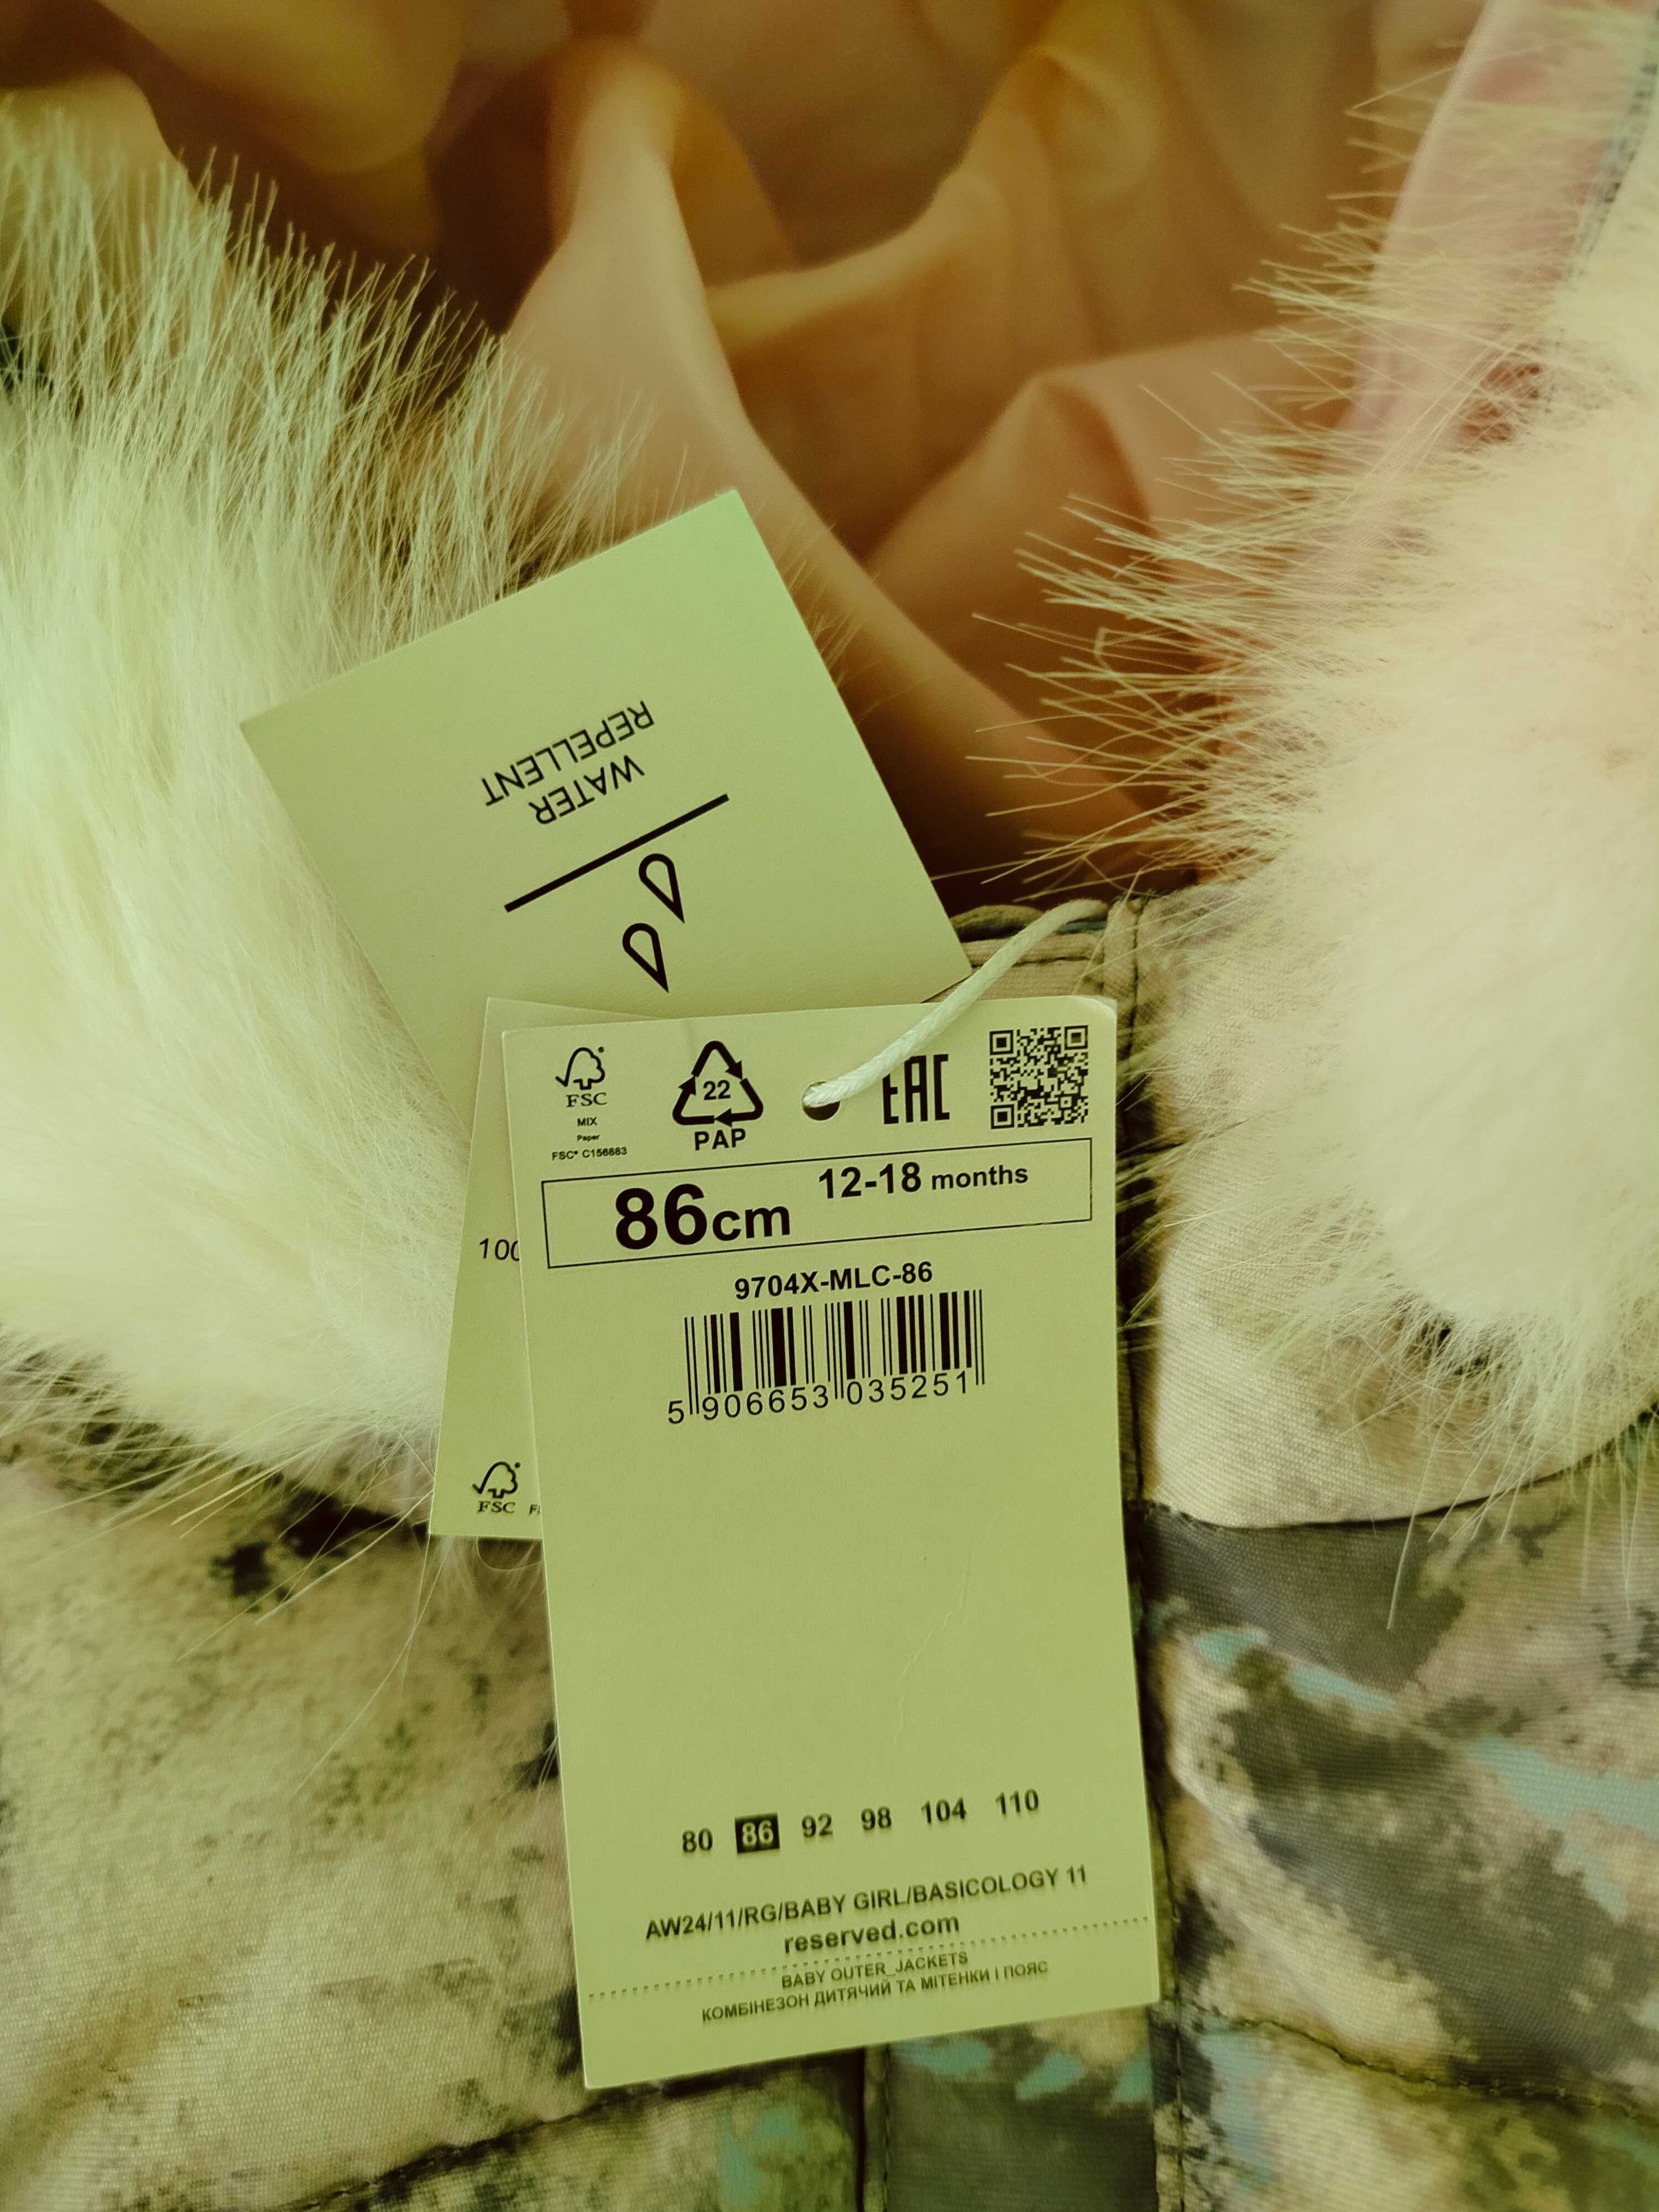 WATER
REPELLENT
FSC
MIX
Paper
FSC® C156883
22
PAP
EAC
86cm 12-18 months
9704X-MLC-86
5 906653 035251
100
FSC
80 86 92 98 104 110
AW24/11/RG/BABY GIRL/BASICOLOGY 11
reserved.com
BABY OUTER_JACKETS
КОМБІНЕЗОН ДИТЯЧИЙ ТА МІТЕНКИ І ПОЯС